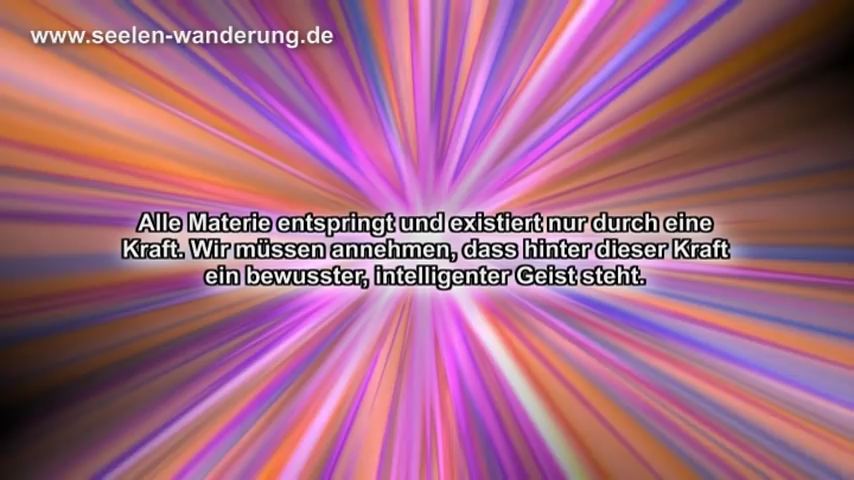 www.seelen-wanderung.de
Alle Materie entspringt und existiert nur durch eine
Kraft. Wir müssen annehmen, dass hinter dieser Kraft
ein bewusster, intelligenter Geist steht.